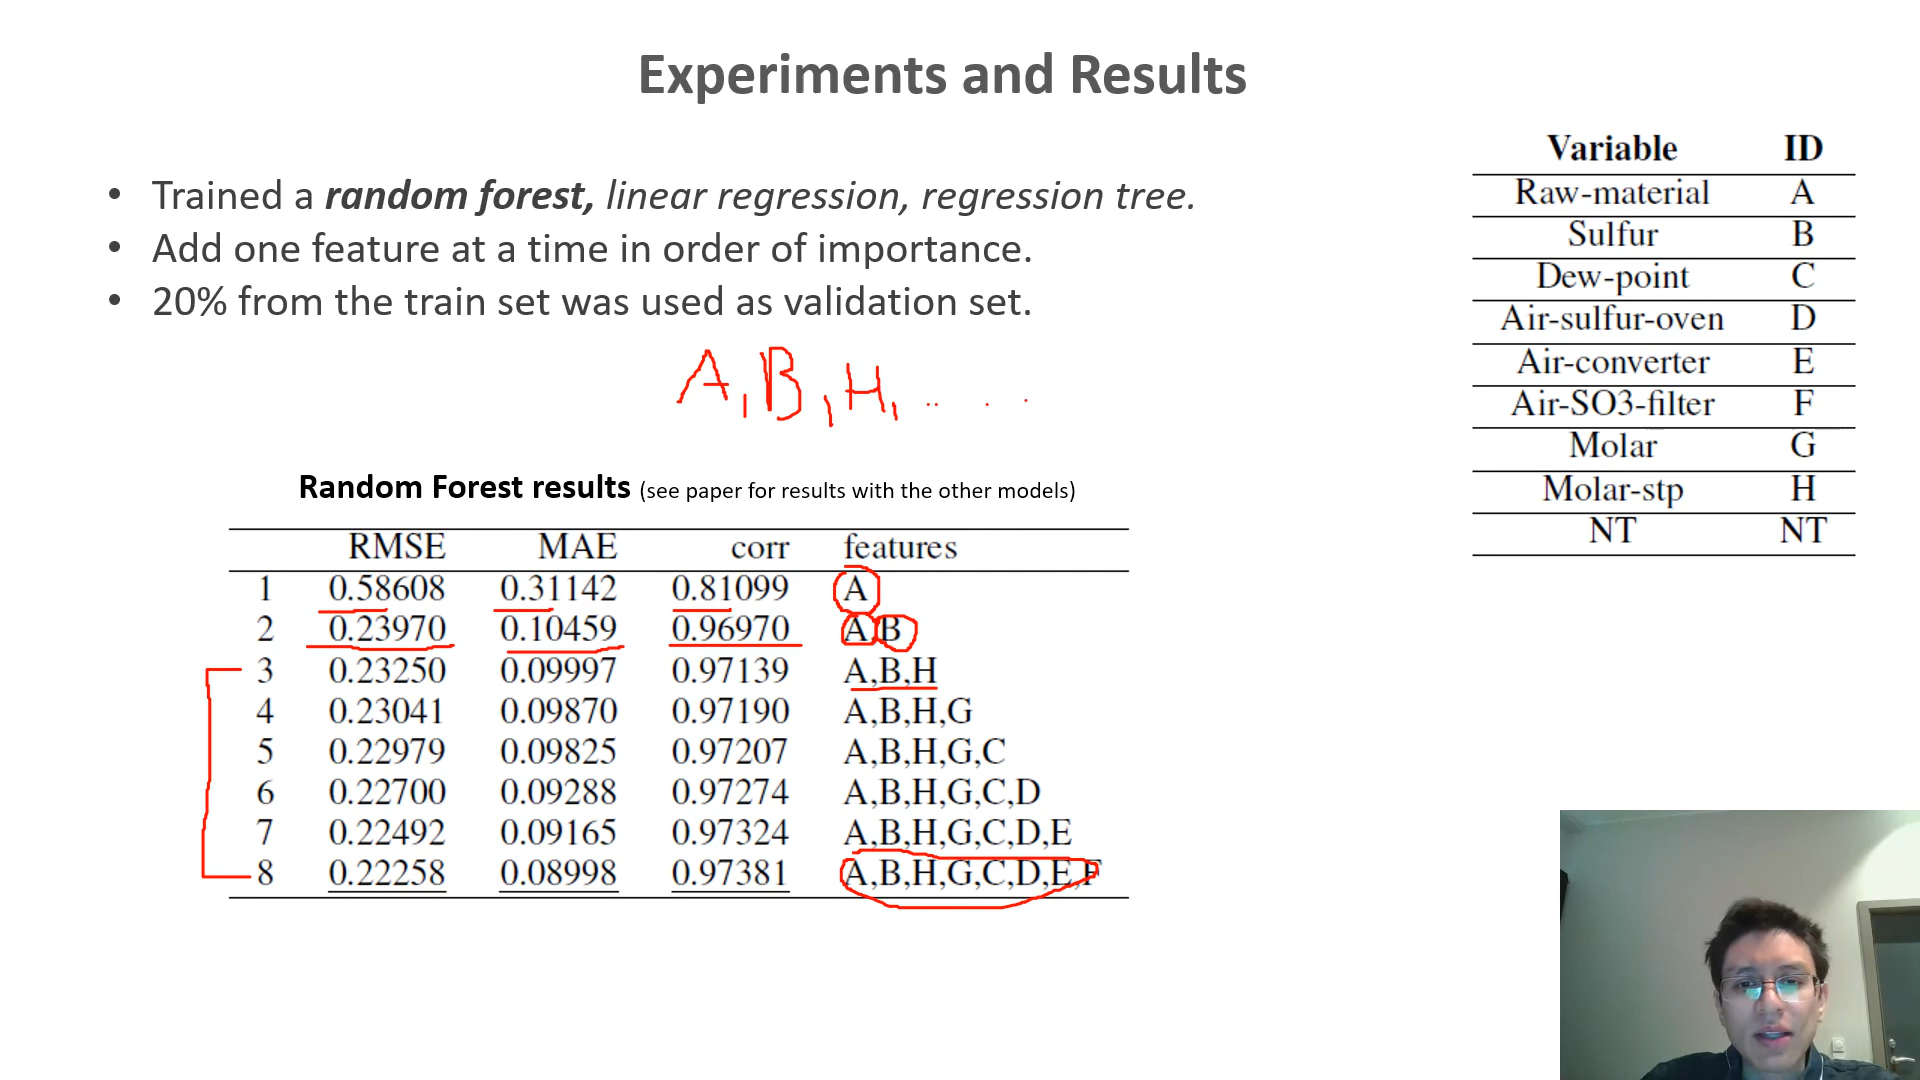 Experiments and Results
• Trained a random forest, linear regression, regression tree.
• Add one feature at a time in order of importance.
• 20% from the train set was used as validation set.
A, B, H, .. . .
Random Forest results (see paper for results with the other models)
RMSE MAE corr features
1 0.58608 0.31142 0.81099 A
2 0.23970 0.10459 0.96970 A,B
3 0.23250 0.09997 0.97139 A,B,H
4 0.23041 0.09870 0.97190 A,B,H,G
5 0.22979 0.09825 0.97207 A,B,H,G,C
6 0.22700 0.09288 0.97274 A,B,H,G,C,D
7 0.22492 0.09165 0.97324 A,B,H,G,C,D,E
8 0.22258 0.08998 0.97381 A,B,H,G,C,D,E,F
Variable ID
Raw-material A
Sulfur B
Dew-point C
Air-sulfur-oven D
Air-converter E
Air-SO3-filter F
Molar G
Molar-stp H
NT NT